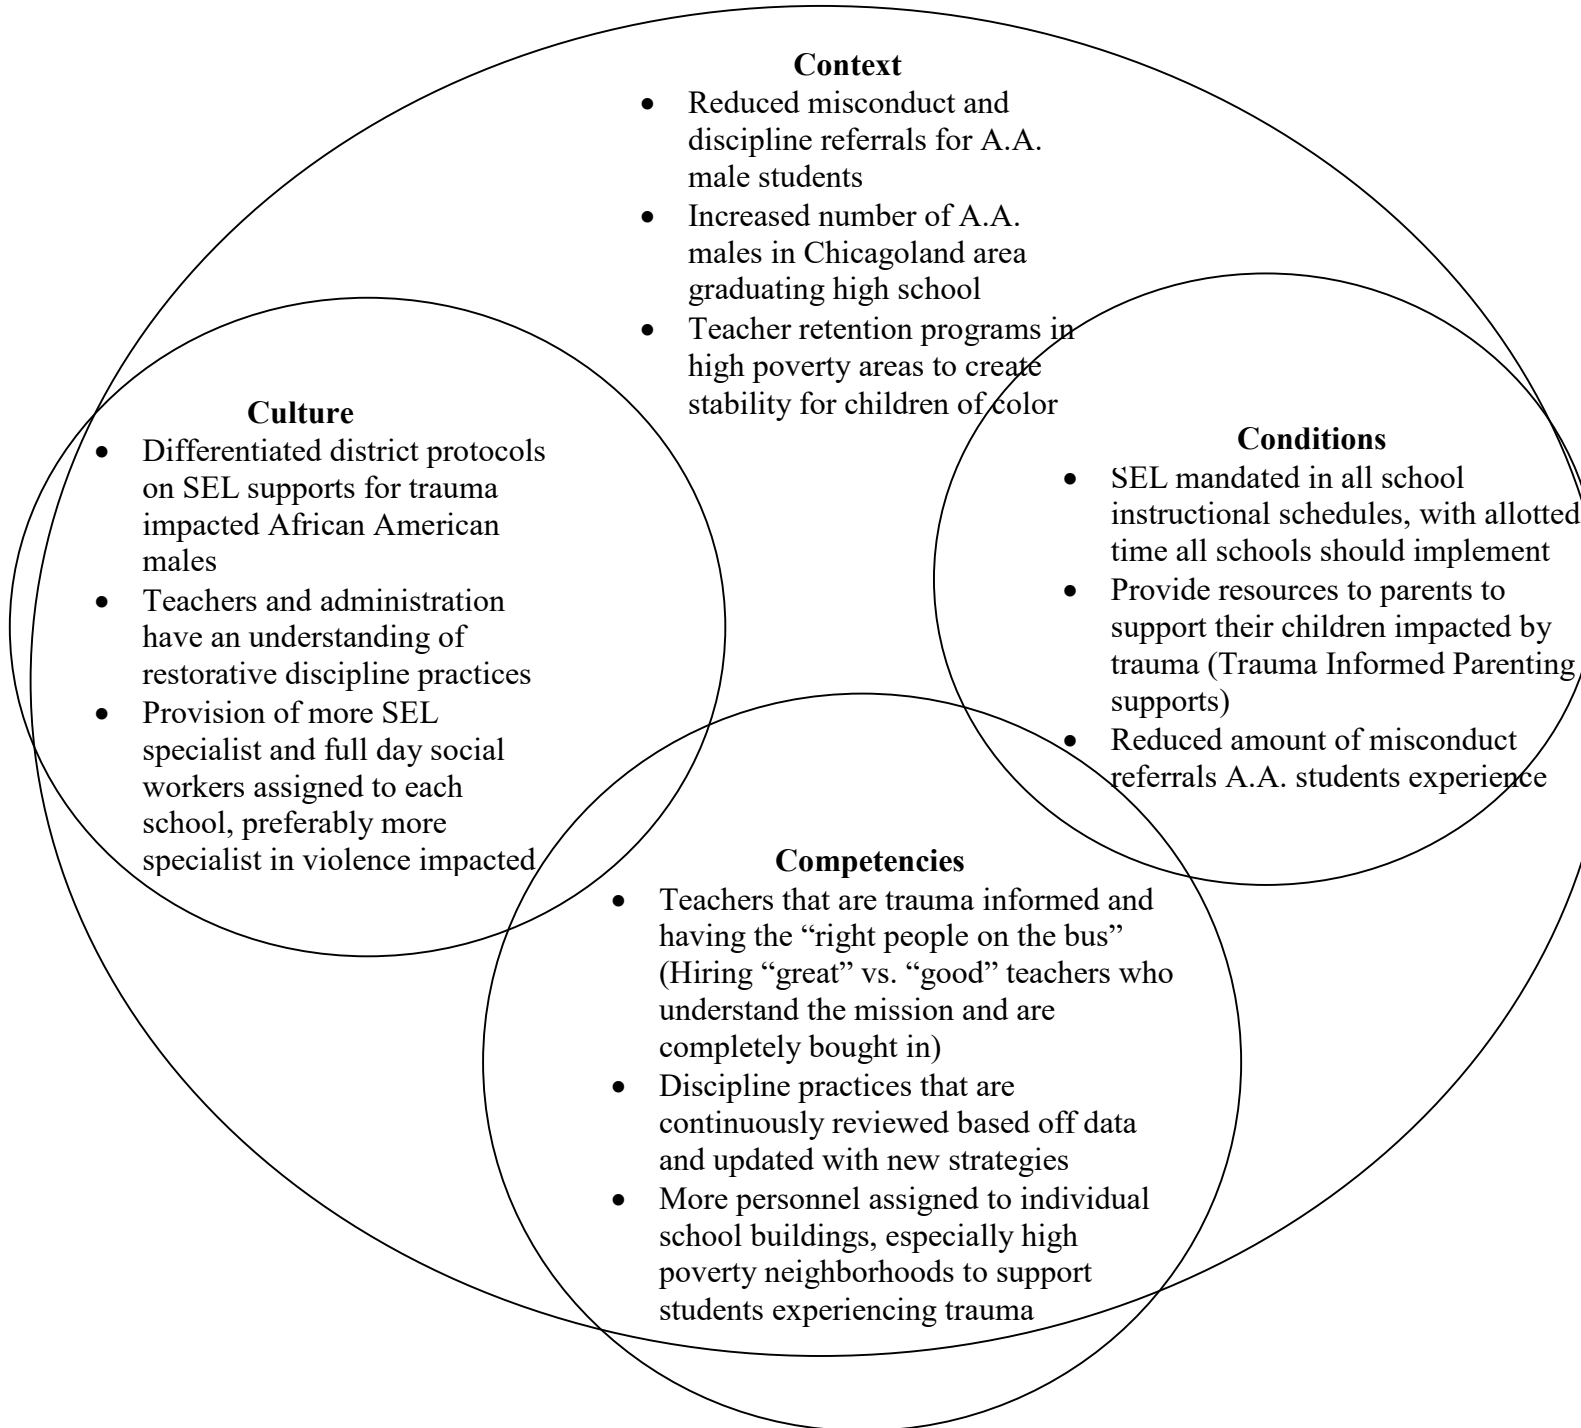 Context
• Reduced misconduct and
discipline referrals for A.A.
male students
• Increased number of A.A.
males in Chicagoland area
graduating high school
• Teacher retention programs in
high poverty areas to create
stability for children of color
Culture
• Differentiated district protocols
on SEL supports for trauma
impacted African American
males
• Teachers and administration
have an understanding of
restorative discipline practices
• Provision of more SEL
specialist and full day social
workers assigned to each
school, preferably more
specialist in violence impacted
Conditions
• SEL mandated in all school
instructional schedules, with allotted
time all schools should implement
• Provide resources to parents to
support their children impacted by
trauma (Trauma Informed Parenting
supports)
• Reduced amount of misconduct
referrals A.A. students experience
Competencies
• Teachers that are trauma informed and
having the “right people on the bus”
(Hiring “great” vs. “good” teachers who
understand the mission and are
completely bought in)
• Discipline practices that are
continuously reviewed based off data
and updated with new strategies
• More personnel assigned to individual
school buildings, especially high
poverty neighborhoods to support
students experiencing trauma